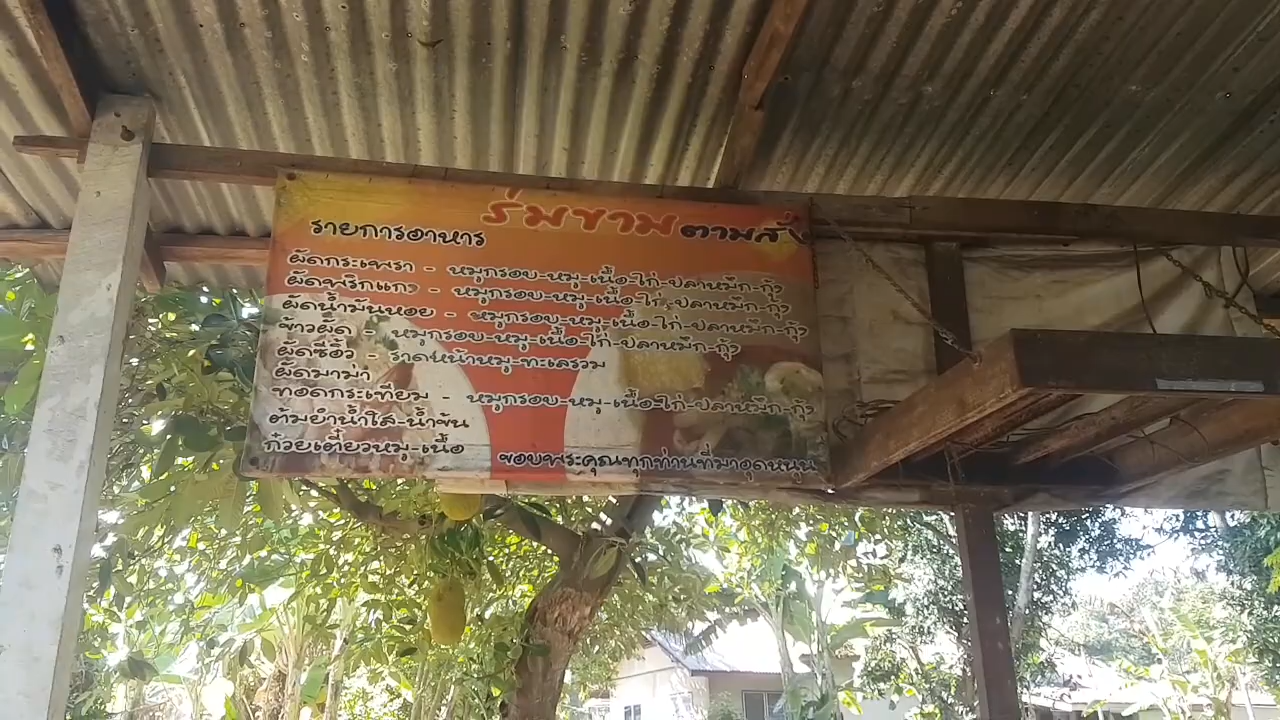 ร่มขาม ตามสั่ง
รายการอาหาร
ผัดกระเพรา - หมูกรอบ-หมู-เนื้อ-ไก่-ปลาหมึก-กุ้ง
ผัดพริกแกง - หมูกรอบ-หมู-เนื้อ-ไก่-ปลาหมึก-กุ้ง
ผัดน้ำมันหอย - หมูกรอบ-หมู-เนื้อ-ไก่-ปลาหมึก-กุ้ง
ข้าวผัด - หมูกรอบ-หมู-เนื้อ-ไก่-ปลาหมึก-กุ้ง
ผัดซีอิ้ว - ราดหน้าหมู-ทะเลรวม
ผัดมาม่า
ทอดกระเทียม - หมูกรอบ-หมู-เนื้อ-ไก่-ปลาหมึก-กุ้ง
ต้มยำน้ำใส-น้ำข้น
ก๋วยเตี๋ยวหมู-เนื้อ
ขอบพระคุณทุกท่านที่มาอุดหนุน